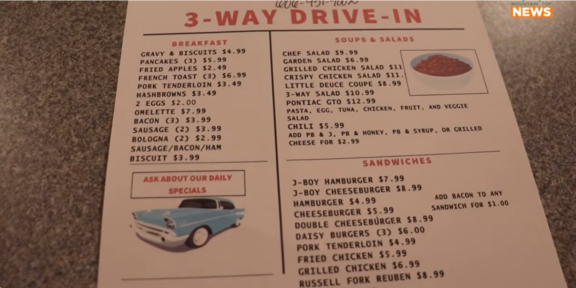 NEWS
3-WAY DRIVE-IN
BREAKFAST
GRAVY & BISCUITS $4.99
PANCAKES (3) $5.99
FRIED APPLES $2.49
FRENCH TOAST (3) $6.99
PORK TENDERLOIN $3.49
HASHBROWNS $3.49
2 EGGS $2.00
OMELETTE $7.99
BACON (3) $3.99
SAUSAGE (2) $3.99
BOLOGNA (2) $2.99
SAUSAGE/BACON/HAM
BISCUIT $3.99
ASK ABOUT OUR DAILY
SPECIALS
SOUPS & SALADS
CHEF SALAD $9.99
GARDEN SALAD $6.99
GRILLED CHICKEN SALAD $11
CRISPY CHICKEN SALAD $11.
LITTLE DEUCE COUPE $8.99
3-WAY SALAD $10.99
PONTIAC GTO $12.99
PASTA, EGG, TUNA, CHICKEN, FRUIT, AND VEGGIE
SALAD
CHILI $5.99
ADD PB & J, PB & HONEY, PB & SYRUP, OR GRILLED
CHEESE FOR $2.99
SANDWICHES
J-BOY HAMBURGER $7.99
J-BOY CHEESEBURGER $8.99
HAMBURGER $4.99
CHEESEBURGER $5.99
DOUBLE CHEESEBURGER $8.99
DAISY BURGERS (3) $6.00
PORK TENDERLOIN $4.99
FRIED CHICKEN $5.99
GRILLED CHICKEN $6.99
RUSSELL FORK REUBEN $8.99
ADD BACON TO ANY
SANDWICH FOR $1.00